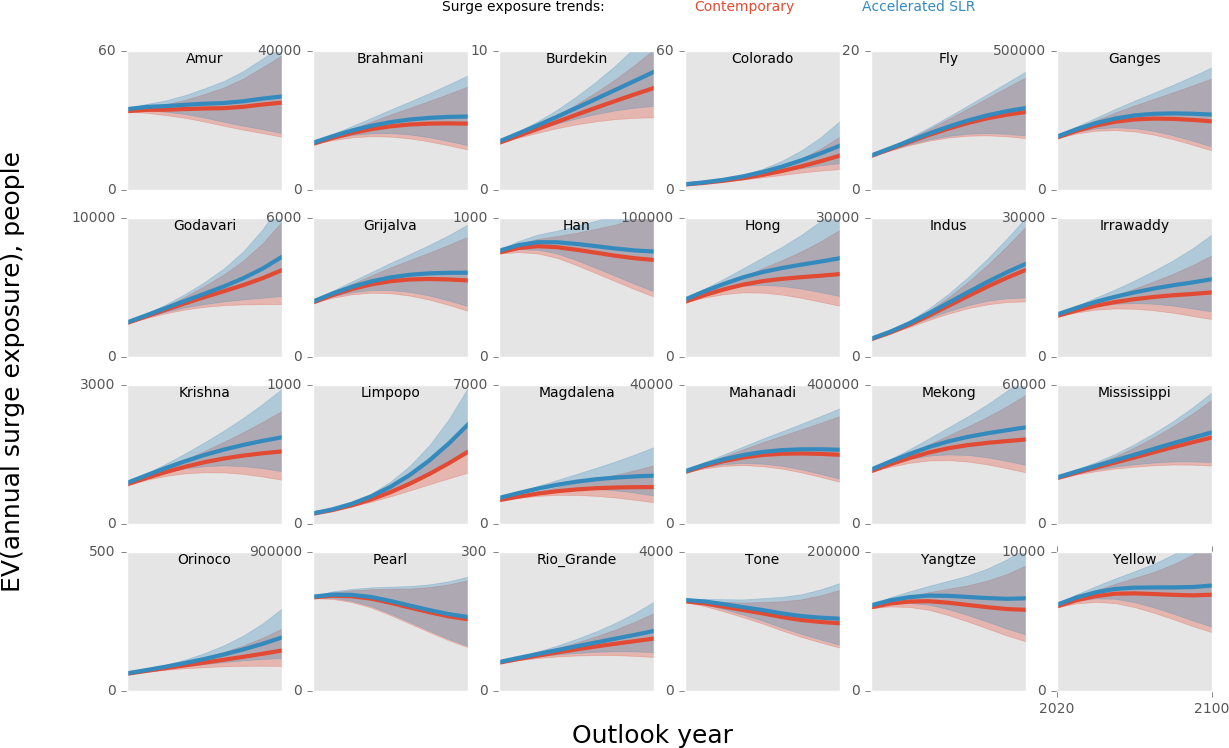 Surge exposure trends: Contemporary Accelerated SLR
60 40000 10 60 20 500000
Amur Brahmani Burdekin Colorado Fly Ganges
0 0 0 0 0 0
10000 6000 1000 100000 30000 30000
Godavari Grijalva Han Hong Indus Irrawaddy
0 0 0 0 0 0
3000 1000 7000 40000 400000 60000
Krishna Limpopo Magdalena Mahanadi Mekong Mississippi
0 0 0 0 0 0
500 900000 300 4000 200000 10000
Orinoco Pearl Rio_Grande Tone Yangtze Yellow
0 0 0 0 0 0
2020 2100
EV(annual surge exposure), people
Outlook year